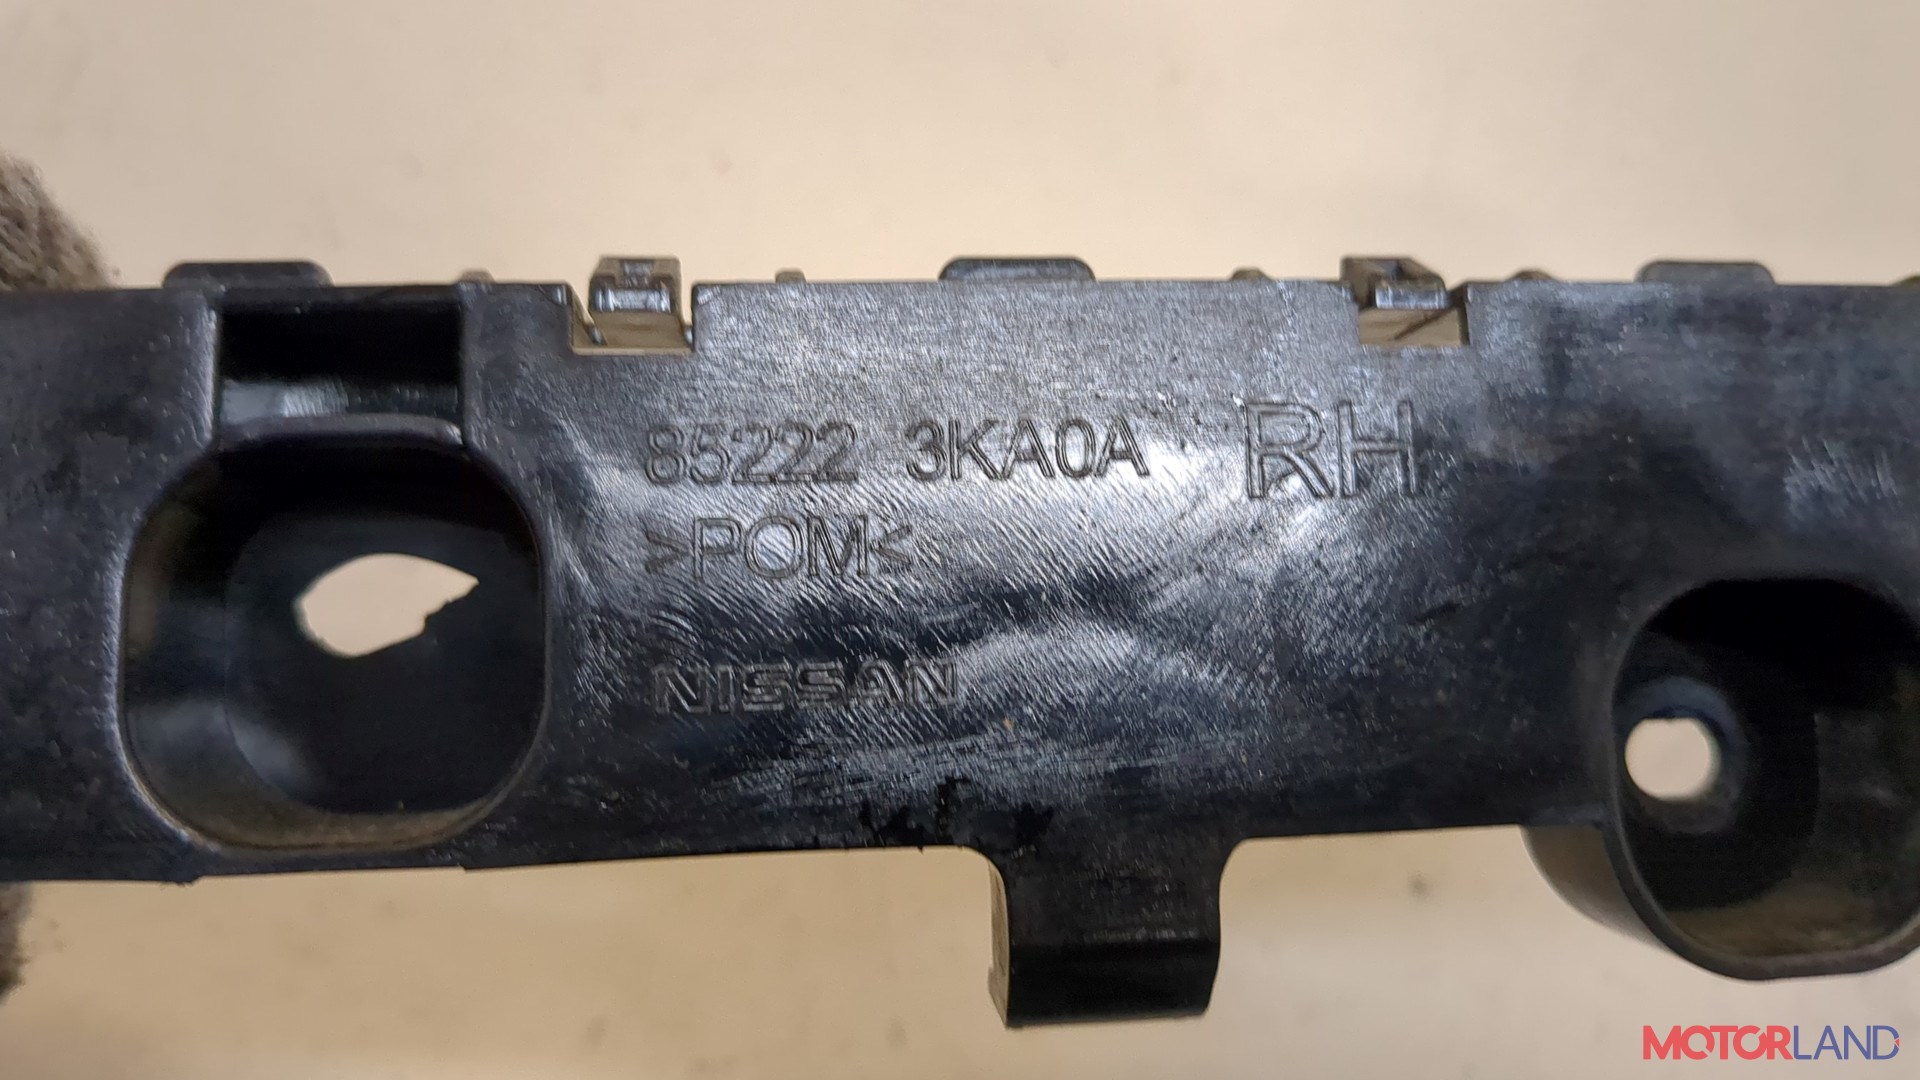 85222 3KA0A RH
>POM<
NISSAN
MOTORLAND